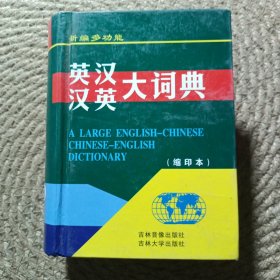 新编多功能
英汉
汉英
大词典
A LARGE ENGLISH-CHINESE
CHINESE-ENGLISH
DICTIONARY
(缩印本)
吉林音像出版社
吉林大学出版社